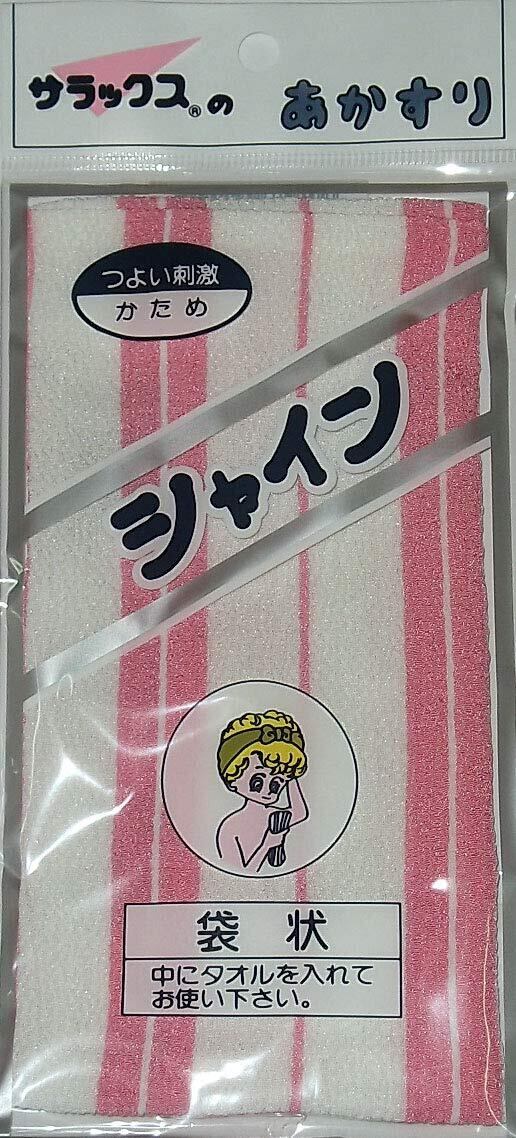 サラックス®の あかすり
つよい刺激
かため
シャイン
袋状
中にタオルを入れて
お使い下さい。